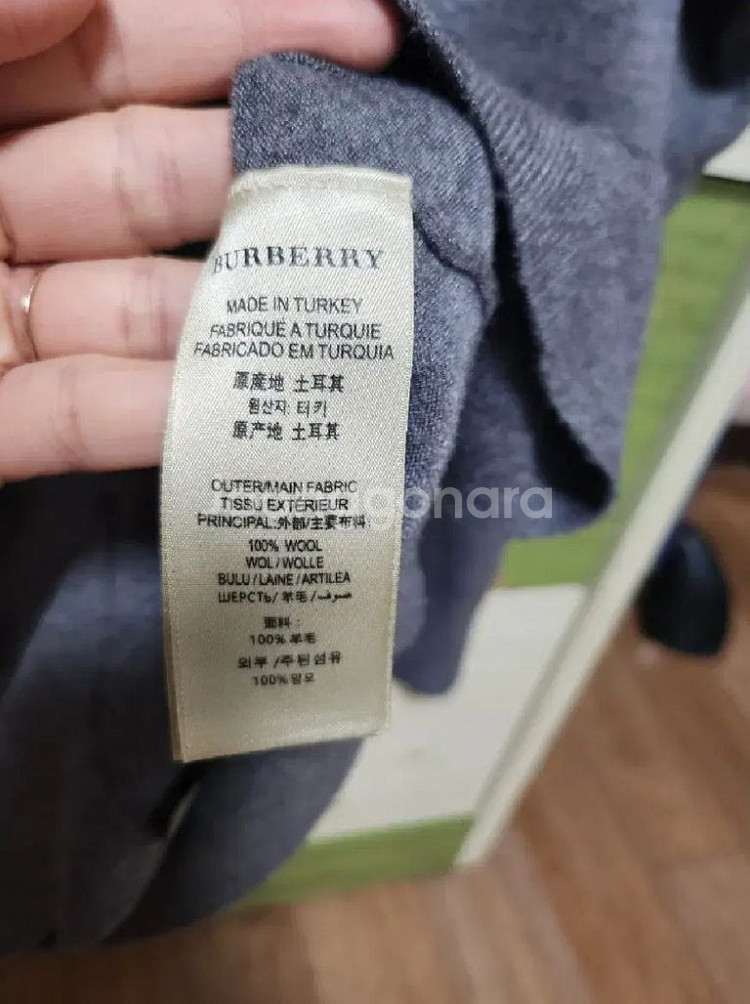 BURBERRY
MADE IN TURKEY
FABRIQUE A TURQUIE
FABRICADO EM TURQUIA
原產地 土耳其
원산지: 터키
原产地 土耳其
OUTER/MAIN FABRIC
TISSU EXTÉRIEUR
PRINCIPAL:外部/主要布料:
100% WOOL
WOL/WOLLE
BULU/LAINE/ARTILEA
ШЕРСТЬ/羊毛/صوف/
面料:
100%羊毛
외부/주된섬유
100%양모
gonara